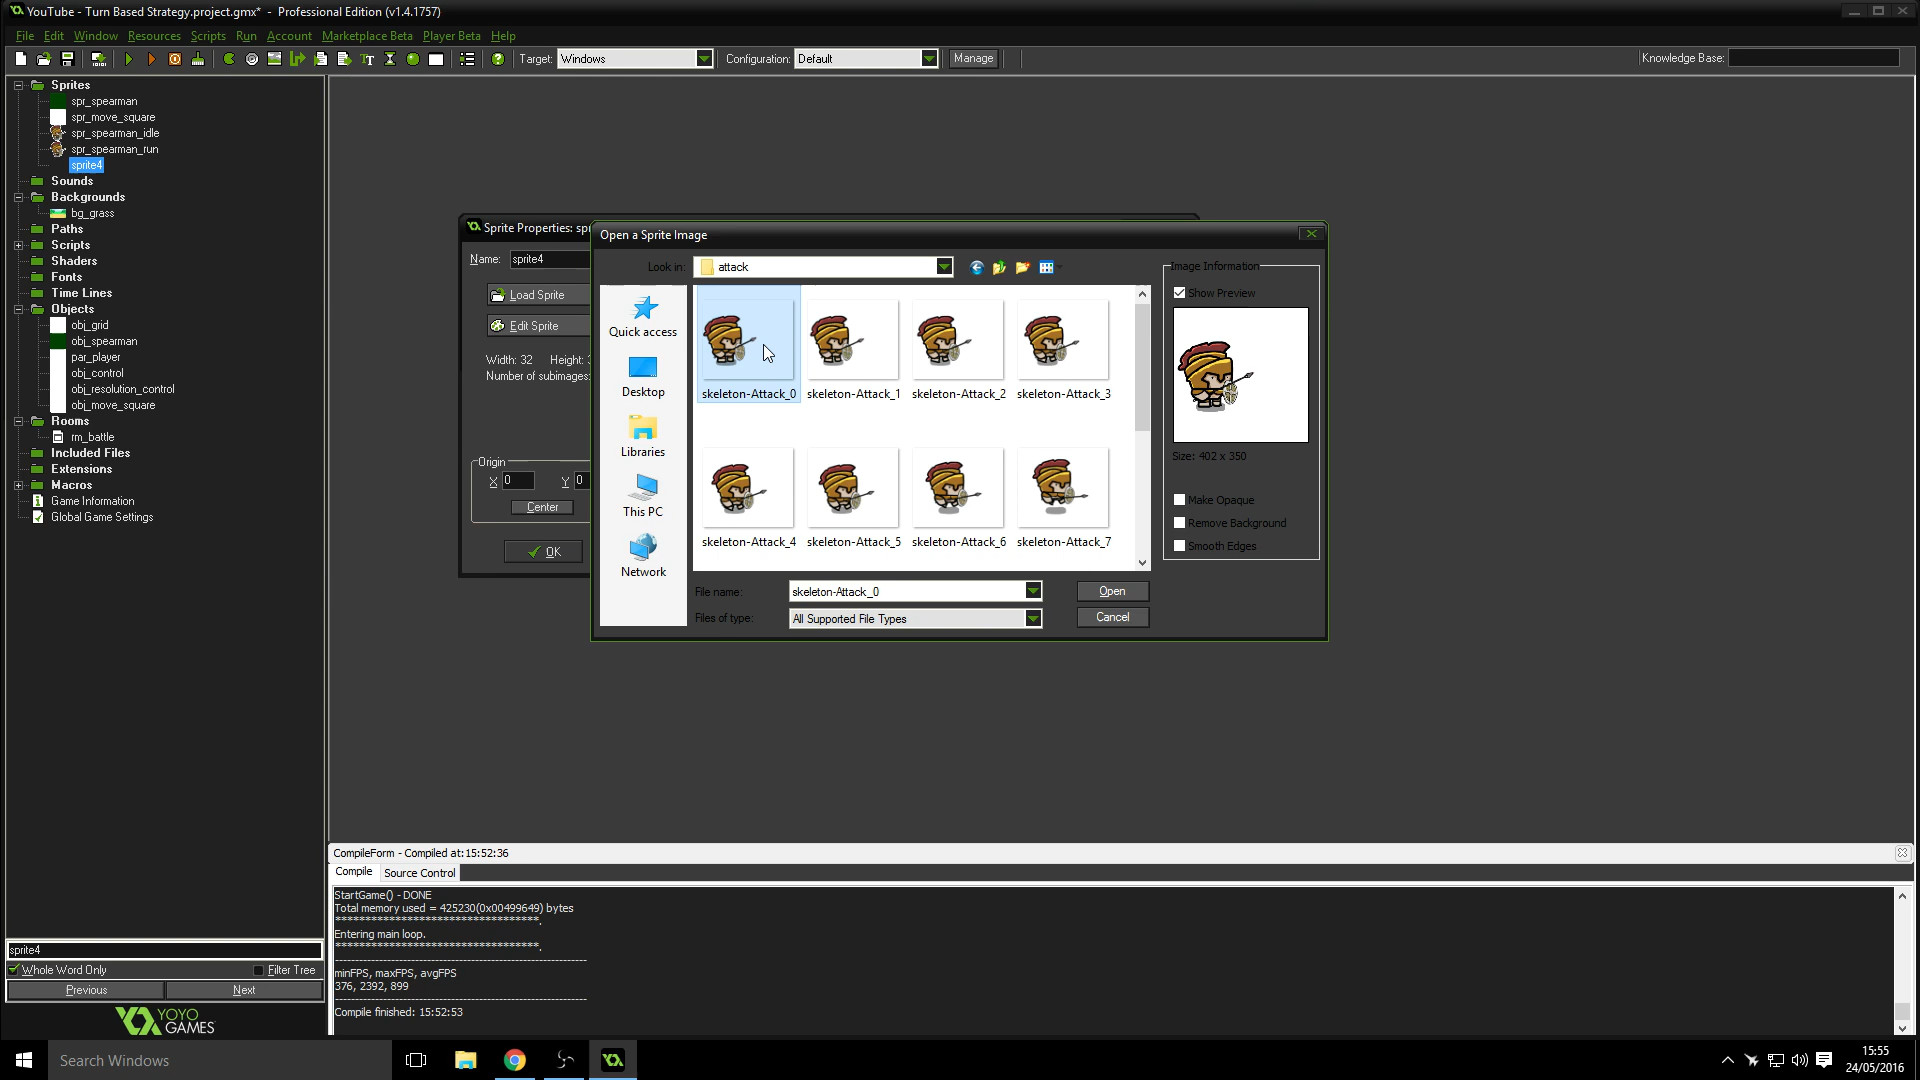 YouTube - Turn Based Strategy.project.gmx* - Professional Edition (v1.4.1757)
File Edit Window Resources Scripts Run Account Marketplace Beta Player Beta Help
Target: Windows Configuration: Default Manage Knowledge Base:
Sprites
spr_spearman
spr_move_square
spr_spearman_idle
spr_spearman_run
sprite4
Sounds
Backgrounds
bg_grass
Paths
Scripts
Shaders
Fonts
Time Lines
Objects
obj_grid
obj_spearman
par_player
obj_control
obj_resolution_control
obj_move_square
Rooms
rm_battle
Included Files
Extensions
Macros
Game Information
Global Game Settings
sprite4
Whole Word Only Filter Tree
Previous Next
YOYO
GAMES
Sprite Properties: spr
Name: sprite4
Load Sprite
Edit Sprite
Width: 32 Height:
Number of subimages:
Origin
X 0 Y 0
Center
OK
Open a Sprite Image
Look in: attack
Quick access
Desktop
Libraries
This PC
Network
skeleton-Attack_0 skeleton-Attack_1 skeleton-Attack_2 skeleton-Attack_3
skeleton-Attack_4 skeleton-Attack_5 skeleton-Attack_6 skeleton-Attack_7
File name: skeleton-Attack_0 Open
Files of type: All Supported File Types Cancel
Image Information
Show Preview
Size: 402 x 350
Make Opaque
Remove Background
Smooth Edges
CompileForm - Compiled at:15:52:36
Compile Source Control
StartGame() - DONE
Total memory used = 425230(0x00499649) bytes
***********************************.
Entering main loop.
***********************************.
minFPS, maxFPS, avgFPS
376, 2392, 899
Compile finished: 15:52:53
Search Windows
15:55
24/05/2016